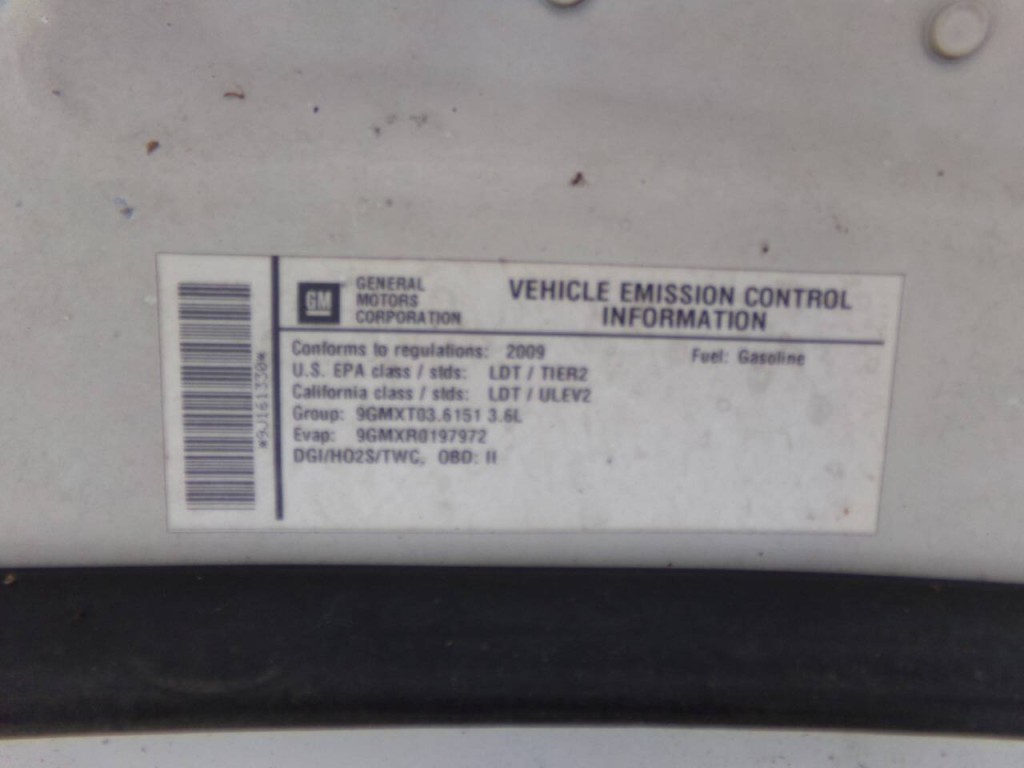 GM
GENERAL
MOTORS
CORPORATION
VEHICLE EMISSION CONTROL
INFORMATION
Conforms to regulations: 2009
Fuel: Gasoline
U.S. EPA class / stds: LDT / TIER2
California class / stds: LDT / ULEV2
Group: 9GMXT03.6151 3.6L
Evap: 9GMXR0197972
DGI/HO2S/TWC, OBD: II
*9J161330*